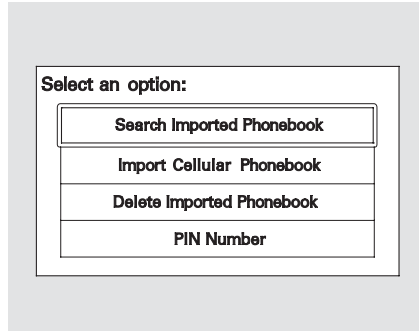 Select an option:
Search Imported Phonebook
Import Cellular Phonebook
Delete Imported Phonebook
PIN Number